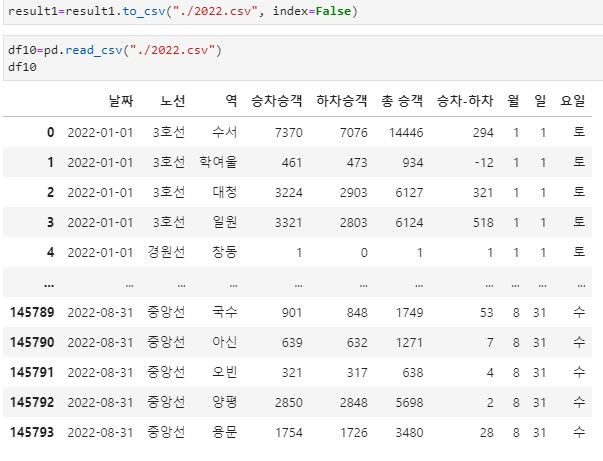 result1=result1.to_csv("./2022.csv", index=False)
df10=pd.read_csv("./2022.csv")
df10
날짜 노선 역 승차승객 하차승객 총 승객 승차-하차 월 일 요일
0 2022-01-01 3호선 수서 7370 7076 14446 294 1 1 토
1 2022-01-01 3호선 학여울 461 473 934 -12 1 1 토
2 2022-01-01 3호선 대청 3224 2903 6127 321 1 1 토
3 2022-01-01 3호선 일원 3321 2803 6124 518 1 1 토
4 2022-01-01 경원선 창동 1 0 1 1 1 1 토
... ... ... ... ... ... ... ... ... ... ...
145789 2022-08-31 중앙선 국수 901 848 1749 53 8 31 수
145790 2022-08-31 중앙선 아신 639 632 1271 7 8 31 수
145791 2022-08-31 중앙선 오빈 321 317 638 4 8 31 수
145792 2022-08-31 중앙선 양평 2850 2848 5698 2 8 31 수
145793 2022-08-31 중앙선 용문 1754 1726 3480 28 8 31 수